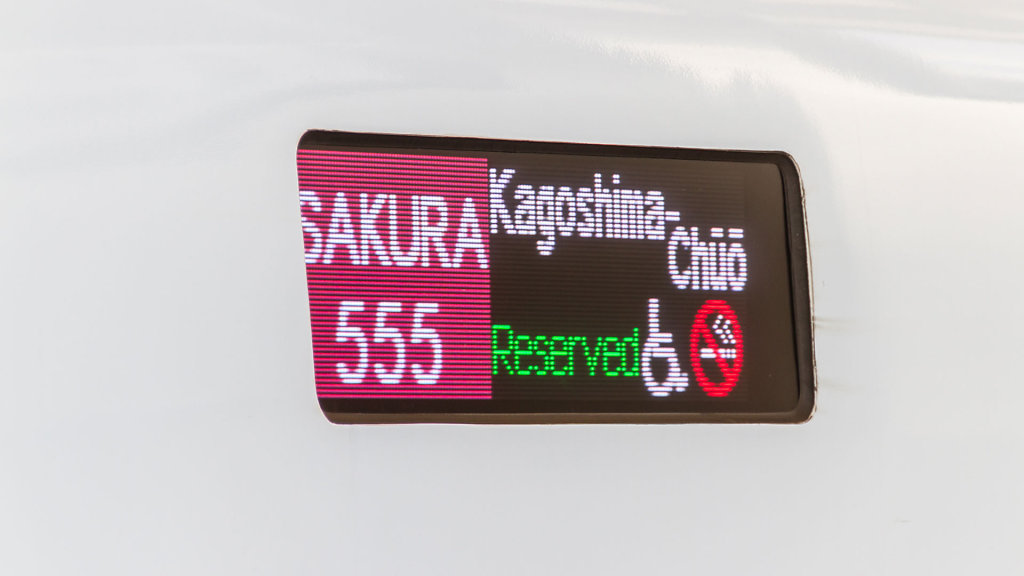 SAKURA
555
Kagoshima-
Chūō
Reserved